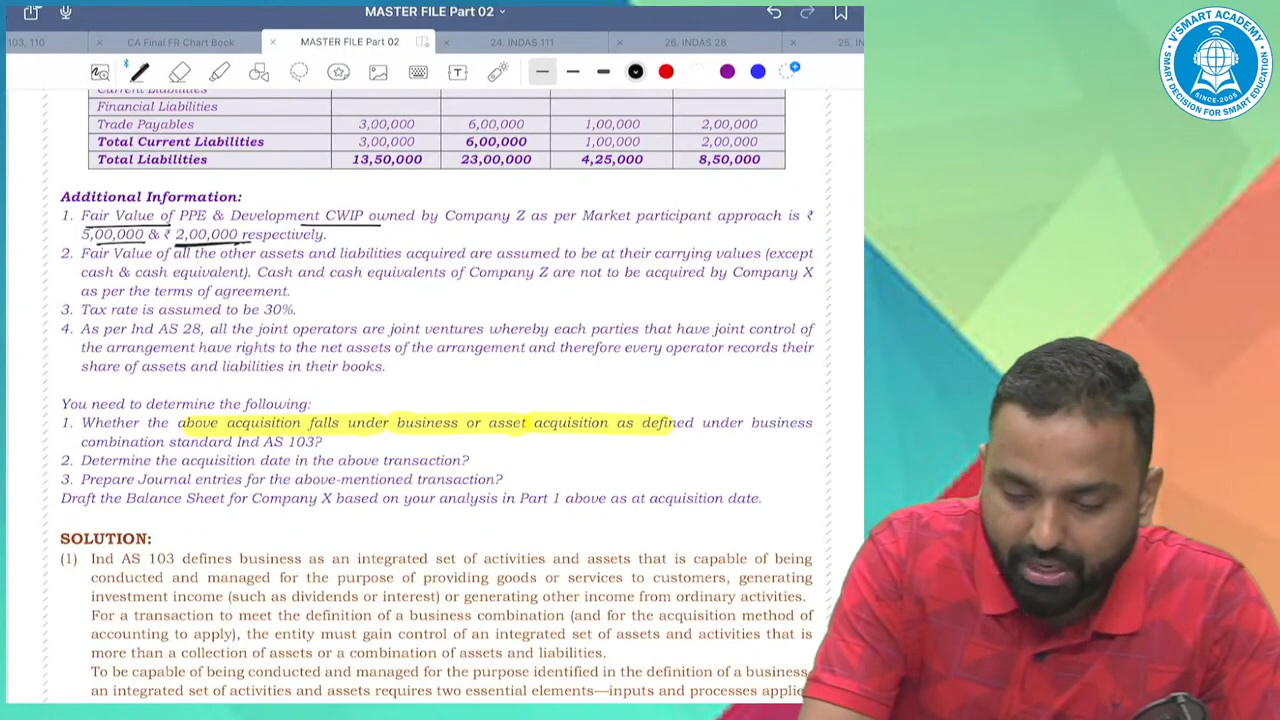 MASTER FILE Part 02
103, 110
CA Final FR Chart Book
MASTER FILE Part 02
24. INDAS 111
26. INDAS 28
25. IN
V'SMART ACADEMY
SINCE-2005
SMART DECISION FOR SMART EDUCATION
Current Liabilities
Financial Liabilities
Trade Payables 3,00,000 6,00,000 1,00,000 2,00,000
Total Current Liabilities 3,00,000 6,00,000 1,00,000 2,00,000
Total Liabilities 13,50,000 23,00,000 4,25,000 8,50,000
Additional Information:
1. Fair Value of PPE & Development CWIP owned by Company Z as per Market participant approach is ₹
5,00,000 & ₹ 2,00,000 respectively.
2. Fair Value of all the other assets and liabilities acquired are assumed to be at their carrying values (except
cash & cash equivalent). Cash and cash equivalents of Company Z are not to be acquired by Company X
as per the terms of agreement.
3. Tax rate is assumed to be 30%.
4. As per Ind AS 28, all the joint operators are joint ventures whereby each parties that have joint control of
the arrangement have rights to the net assets of the arrangement and therefore every operator records their
share of assets and liabilities in their books.
You need to determine the following:
1. Whether the above acquisition falls under business or asset acquisition as defined under business
combination standard Ind AS 103?
2. Determine the acquisition date in the above transaction?
3. Prepare Journal entries for the above-mentioned transaction?
Draft the Balance Sheet for Company X based on your analysis in Part 1 above as at acquisition date.
SOLUTION:
(1) Ind AS 103 defines business as an integrated set of activities and assets that is capable of being
conducted and managed for the purpose of providing goods or services to customers, generating
investment income (such as dividends or interest) or generating other income from ordinary activities.
For a transaction to meet the definition of a business combination (and for the acquisition method of
accounting to apply), the entity must gain control of an integrated set of assets and activities that is
more than a collection of assets or a combination of assets and liabilities.
To be capable of being conducted and managed for the purpose identified in the definition of a business,
an integrated set of activities and assets requires two essential elements—inputs and processes applie